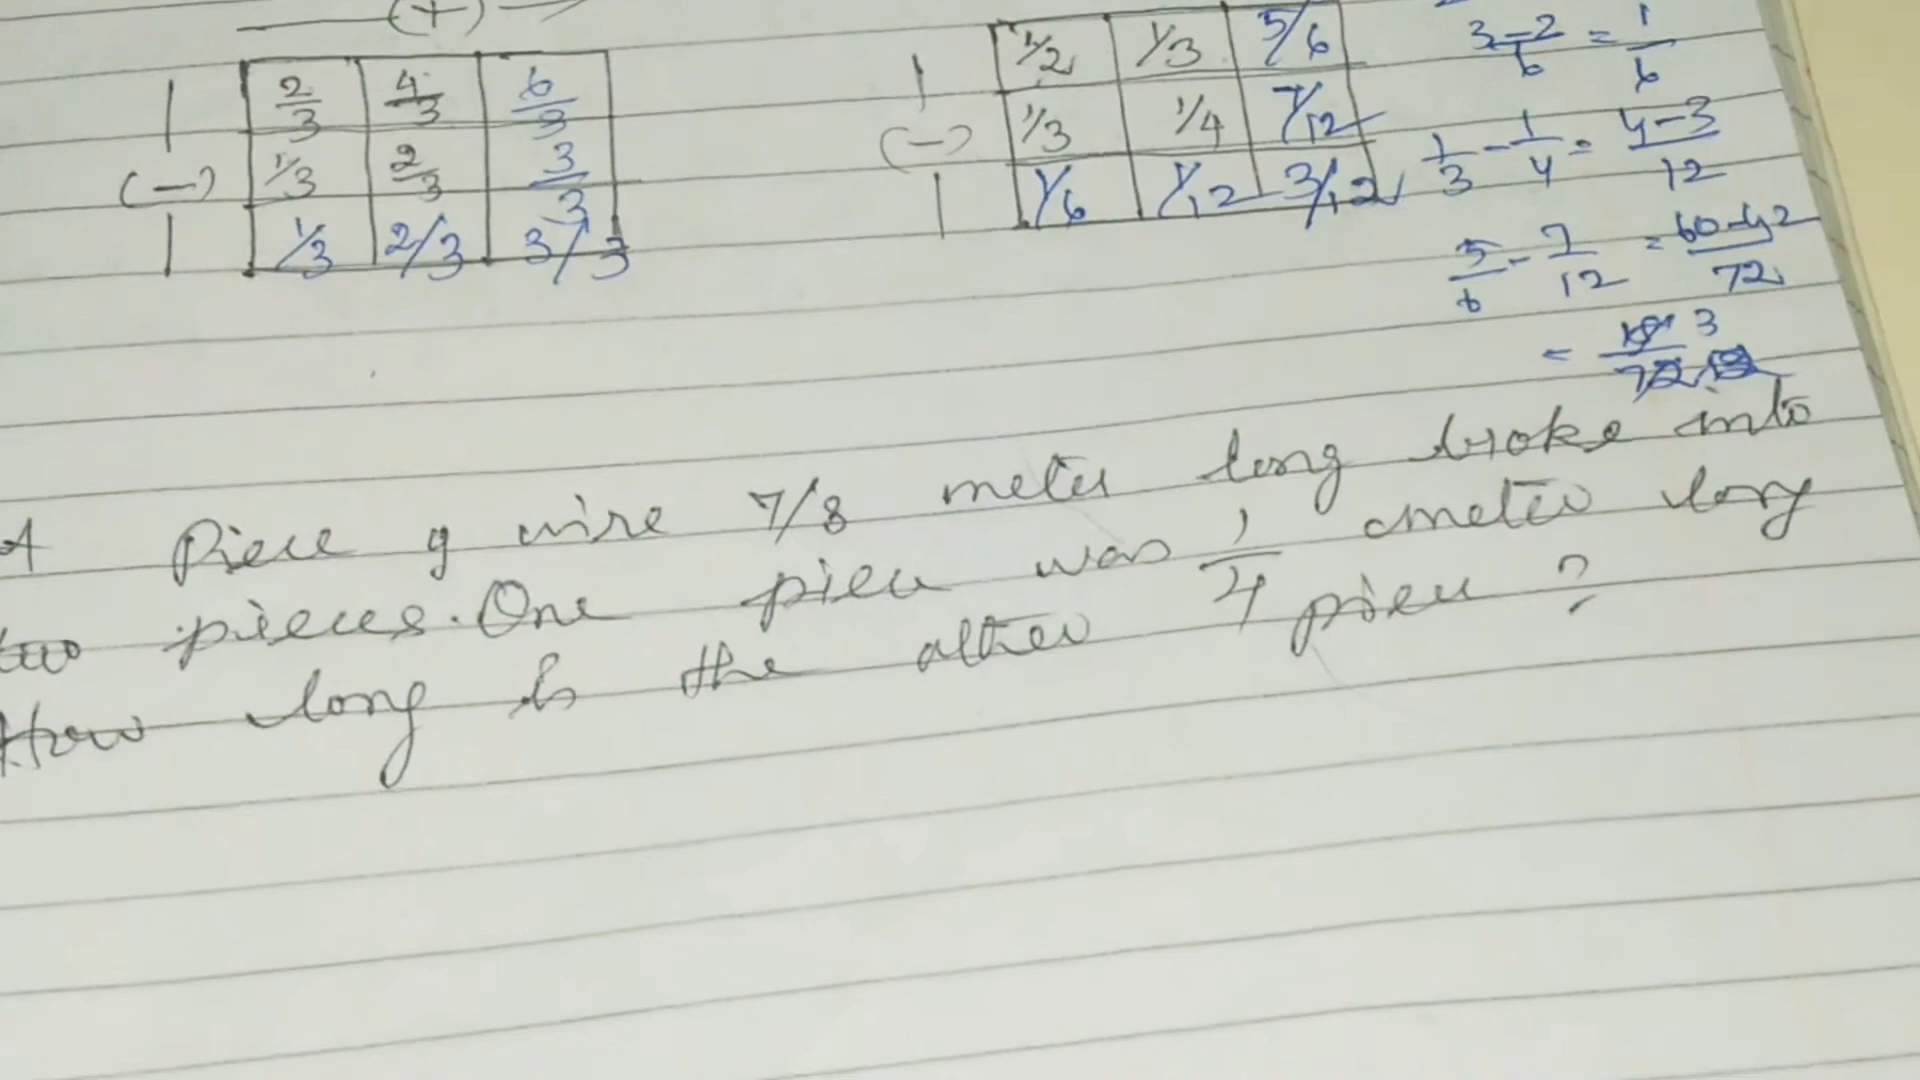 (+)
2/3 4/3 6/3
(-) 1/3 2/3 3/3
1/3 2/3 3/3
1/2 1/3 5/6
(-) 1/3 1/4 7/12
1/6 1/12 3/12
3-2/6 = 1/6
1/3 - 1/4 = 4-3/12
5/6 - 7/12 = 60-42/72
= 3
A Piece of wire 7/8 meter long broke into
two pieces. One piece was 1/4 meter long
How long is the other piece?